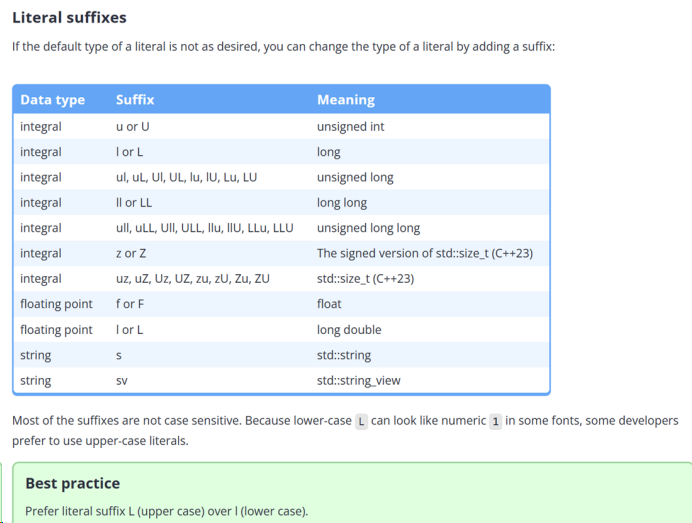 Literal suffixes
If the default type of a literal is not as desired, you can change the type of a literal by adding a suffix:
Data type Suffix Meaning
integral u or U unsigned int
integral l or L long
integral ul, uL, Ul, UL, lu, lU, Lu, LU unsigned long
integral ll or LL long long
integral ull, uLL, Ull, ULL, llu, llU, LLu, LLU unsigned long long
integral z or Z The signed version of std::size_t (C++23)
integral uz, uZ, Uz, UZ, zu, zU, Zu, ZU std::size_t (C++23)
floating point f or F float
floating point l or L long double
string s std::string
string sv std::string_view
Most of the suffixes are not case sensitive. Because lower-case L can look like numeric 1 in some fonts, some developers
prefer to use upper-case literals.
Best practice
Prefer literal suffix L (upper case) over l (lower case).